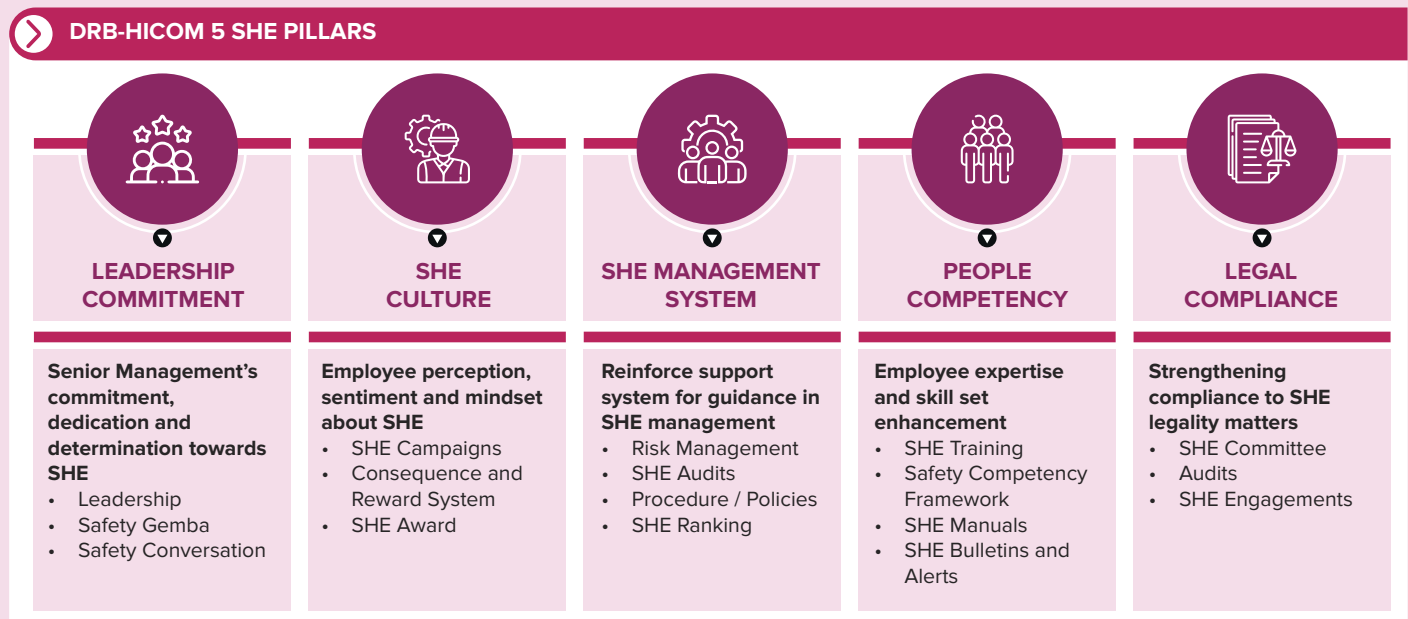 DRB-HICOM 5 SHE PILLARS
LEADERSHIP
COMMITMENT
Senior Management’s
commitment,
dedication and
determination towards
SHE
• Leadership
• Safety Gemba
• Safety Conversation
SHE
CULTURE
Employee perception,
sentiment and mindset
about SHE
• SHE Campaigns
• Consequence and
Reward System
• SHE Award
SHE MANAGEMENT
SYSTEM
Reinforce support
system for guidance in
SHE management
• Risk Management
• SHE Audits
• Procedure / Policies
• SHE Ranking
PEOPLE
COMPETENCY
Employee expertise
and skill set
enhancement
• SHE Training
• Safety Competency
Framework
• SHE Manuals
• SHE Bulletins and
Alerts
LEGAL
COMPLIANCE
Strengthening
compliance to SHE
legality matters
• SHE Committee
• Audits
• SHE Engagements